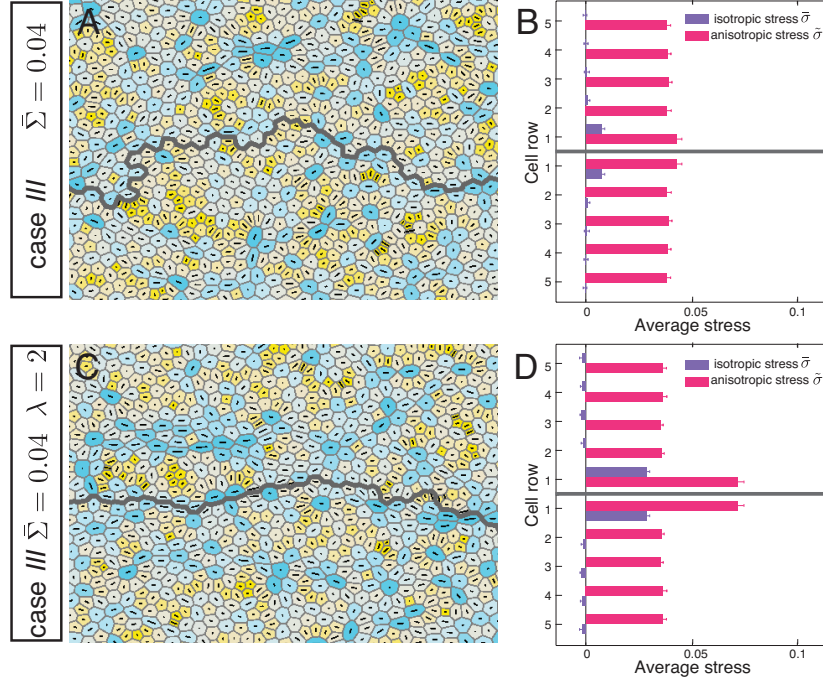 case III Σ̄ = 0.04
A
B
isotropic stress σ̄
anisotropic stress σ̃
Cell row
5
4
3
2
1
1
2
3
4
5
0
0.05
0.1
Average stress
case III Σ̄ = 0.04 λ = 2
C
D
isotropic stress σ̄
anisotropic stress σ̃
Cell row
5
4
3
2
1
1
2
3
4
5
0
0.05
0.1
Average stress